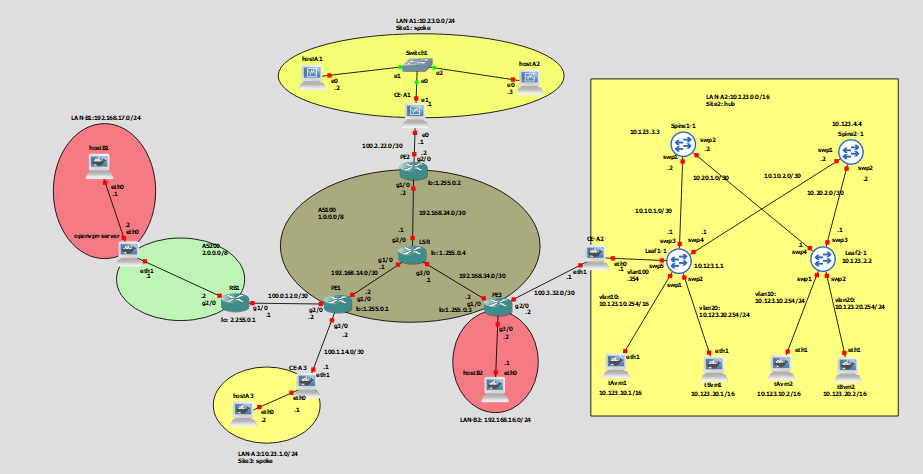 LAN-A1:10.23.0.0/24
Site1: spoke
Switch1
hostA1
hostA2
e1
e2
e0
e0
.2
e0
.3
e1
.1
CE-A1
e0
.1
100.2.22.0/30
.2
PE2
g2/0
g1/0
.2
lo:1.255.0.2
192.168.24.0/30
AS100
1.0.0.0/8
.1
g2/0
LSR
g1/0
.1
lo:1.255.0.4
g3/0
.1
192.168.14.0/30
192.168.34.0/30
LAN-B1:192.168.17.0/24
hostB1
eth0
.1
.2
eth0
openvpn-server
eth1
.1
AS200
2.0.0.0/8
.2
g2/0
RB1
g1/0
.1
lo: 2.255.0.1
100.0.12.0/30
PE1
.2
g1/0
g2/0
.2
lo:1.255.0.1
g3/0
.2
100.1.14.0/30
.1
eth1
CE-A3
eth0
.1
hostA3
eth0
.2
LAN-A3:10.23.1.0/24
Site3: spoke
PE3
.2
g1/0
lo:1.255.0.3
g2/0
.2
g3/0
.2
100.3.32.0/30
.1
eth0
hostB2
LAN-B2: 192.168.16.0/24
CE-A2
.1
eth1
eth0
.1
LAN-A2:10.123.0.0/16
Site2: hub
Spine1-1
10.123.3.3
swp1
.2
swp2
.2
10.123.4.4
Spine2-1
swp1
.2
swp2
.2
10.20.1.0/30
10.10.2.0/30
10.20.2.0/30
10.10.1.0/30
.1
swp3
.1
swp4
Leaf1-1
swp5
vlan100
.254
10.123.1.1
swp1
swp2
.1
swp4
.1
swp3
Leaf2-1
10.123.2.2
swp1
swp2
vlan10:
10.123.10.254/16
vlan20:
10.123.20.254/24
vlan10:
10.123.10.254/24
vlan20:
10.123.20.254/24
eth1
tAvm1
10.123.10.1/16
eth1
tBvm1
10.123.20.1/16
eth1
tAvm2
10.123.10.2/16
eth1
tBvm2
10.123.20.2/16